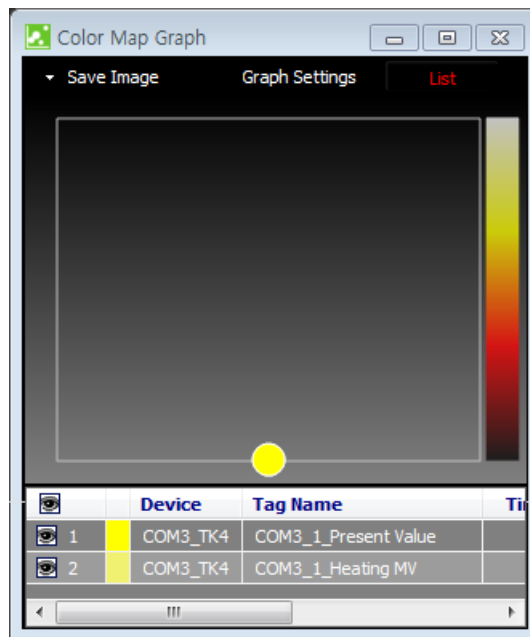 Color Map Graph
Save Image Graph Settings List
Device Tag Name
1 COM3_TK4 COM3_1_Present Value
2 COM3_TK4 COM3_1_Heating MV